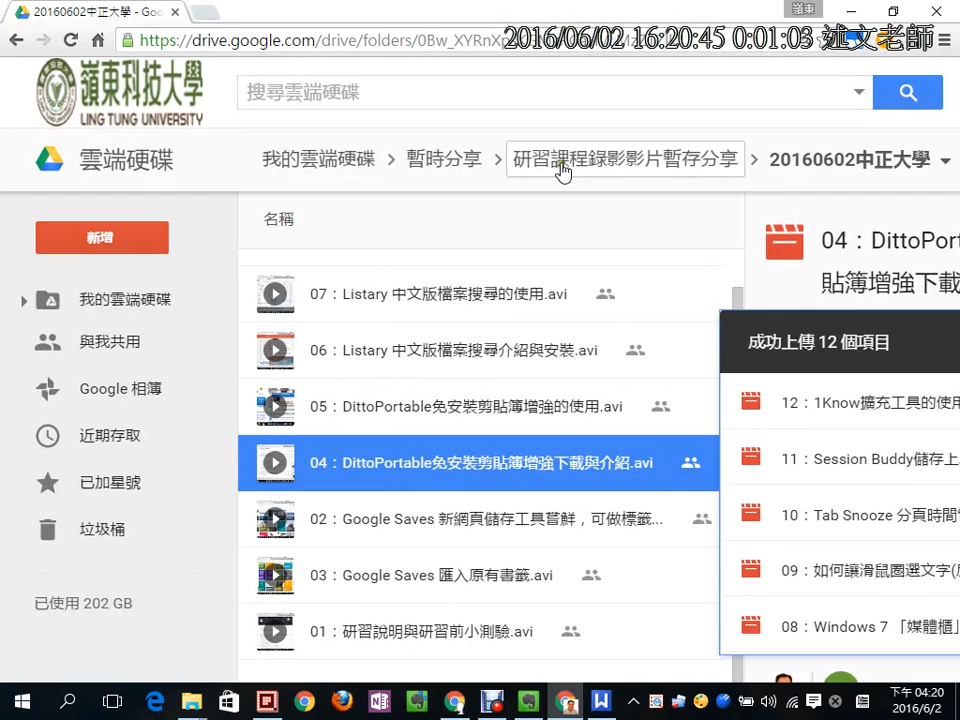 20160602中正大學 - Goo
嶺東
https://drive.google.com/drive/folders/0Bw_XYRNxp
2016/06/02 16:20:45 0:01:03 述文老師
嶺東科技大學
LING TUNG UNIVERSITY
搜尋雲端硬碟
雲端硬碟
我的雲端硬碟 > 暫時分享 > 研習課程錄影影片暫存分享 > 20160602中正大學
新增
名稱
04：DittoPort
貼簿增強下載
我的雲端硬碟
與我共用
Google 相簿
近期存取
已加星號
垃圾桶
已使用 202 GB
07：Listary 中文版檔案搜尋的使用.avi
06：Listary 中文版檔案搜尋介紹與安裝.avi
05：DittoPortable免安裝剪貼簿增強的使用.avi
04：DittoPortable免安裝剪貼簿增強下載與介紹.avi
02：Google Saves 新網頁儲存工具嘗鮮，可做標籤...
03：Google Saves 匯入原有書籤.avi
01：研習說明與研習前小測驗.avi
成功上傳 12 個項目
12：1Know擴充工具的使用
11：Session Buddy儲存上
10：Tab Snooze 分頁時間
09：如何讓滑鼠圈選文字(
08：Windows 7 「媒體櫃」
下午 04:20
2016/6/2